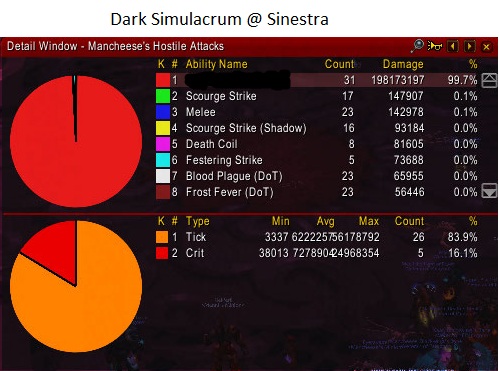 Dark Simulacrum @ Sinestra
Detail Window - Mancheese's Hostile Attacks
K # Ability Name Count Damage %
1 31 198173197 99.7%
2 Scourge Strike 17 147907 0.1%
3 Melee 23 142978 0.1%
4 Scourge Strike (Shadow) 16 93184 0.0%
5 Death Coil 8 81605 0.0%
6 Festering Strike 5 73688 0.0%
7 Blood Plague (DoT) 23 65955 0.0%
8 Frost Fever (DoT) 23 56446 0.0%
K # Type Min Avg Max Count %
1 Tick 3337 6222257 56178792 26 83.9%
2 Crit 38013 7278904 24968354 5 16.1%